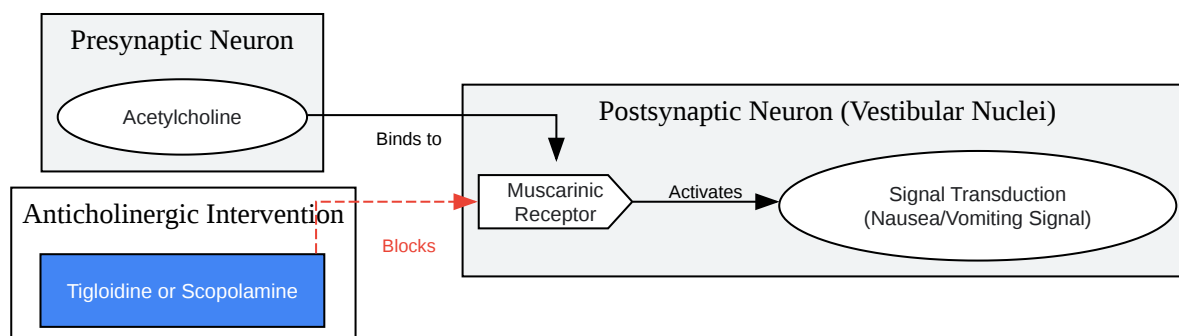 Presynaptic Neuron
Acetylcholine
Binds to
Postsynaptic Neuron (Vestibular Nuclei)
Muscarinic
Receptor
Activates
Signal Transduction
(Nausea/Vomiting Signal)
Anticholinergic Intervention
Blocks
Tigloidine or Scopolamine